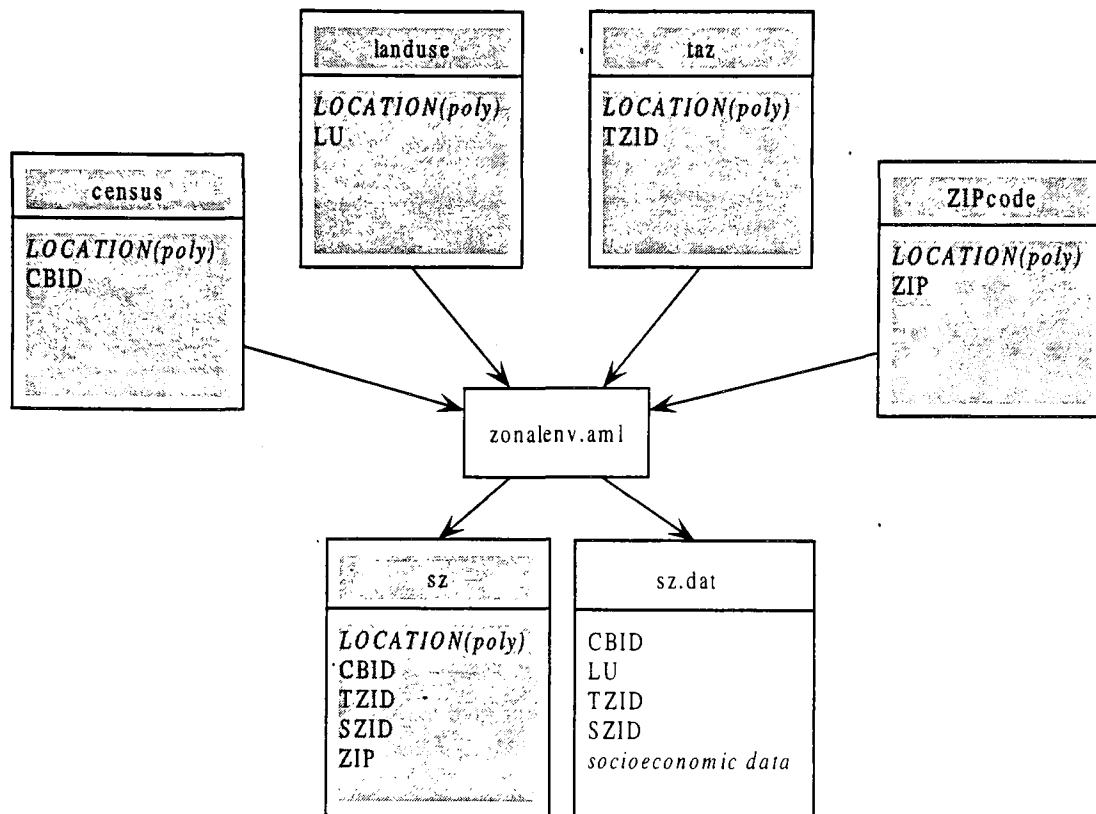 landuse
LOCATION(poly)
LU
taz
LOCATION(poly)
TZID
census
LOCATION(poly)
CBID
ZIPcode
LOCATION(poly)
ZIP
zonalenv.aml
sz
LOCATION(poly)
CBID
TZID
SZID
ZIP
sz.dat
CBID
LU
TZID
SZID
socioeconomic data